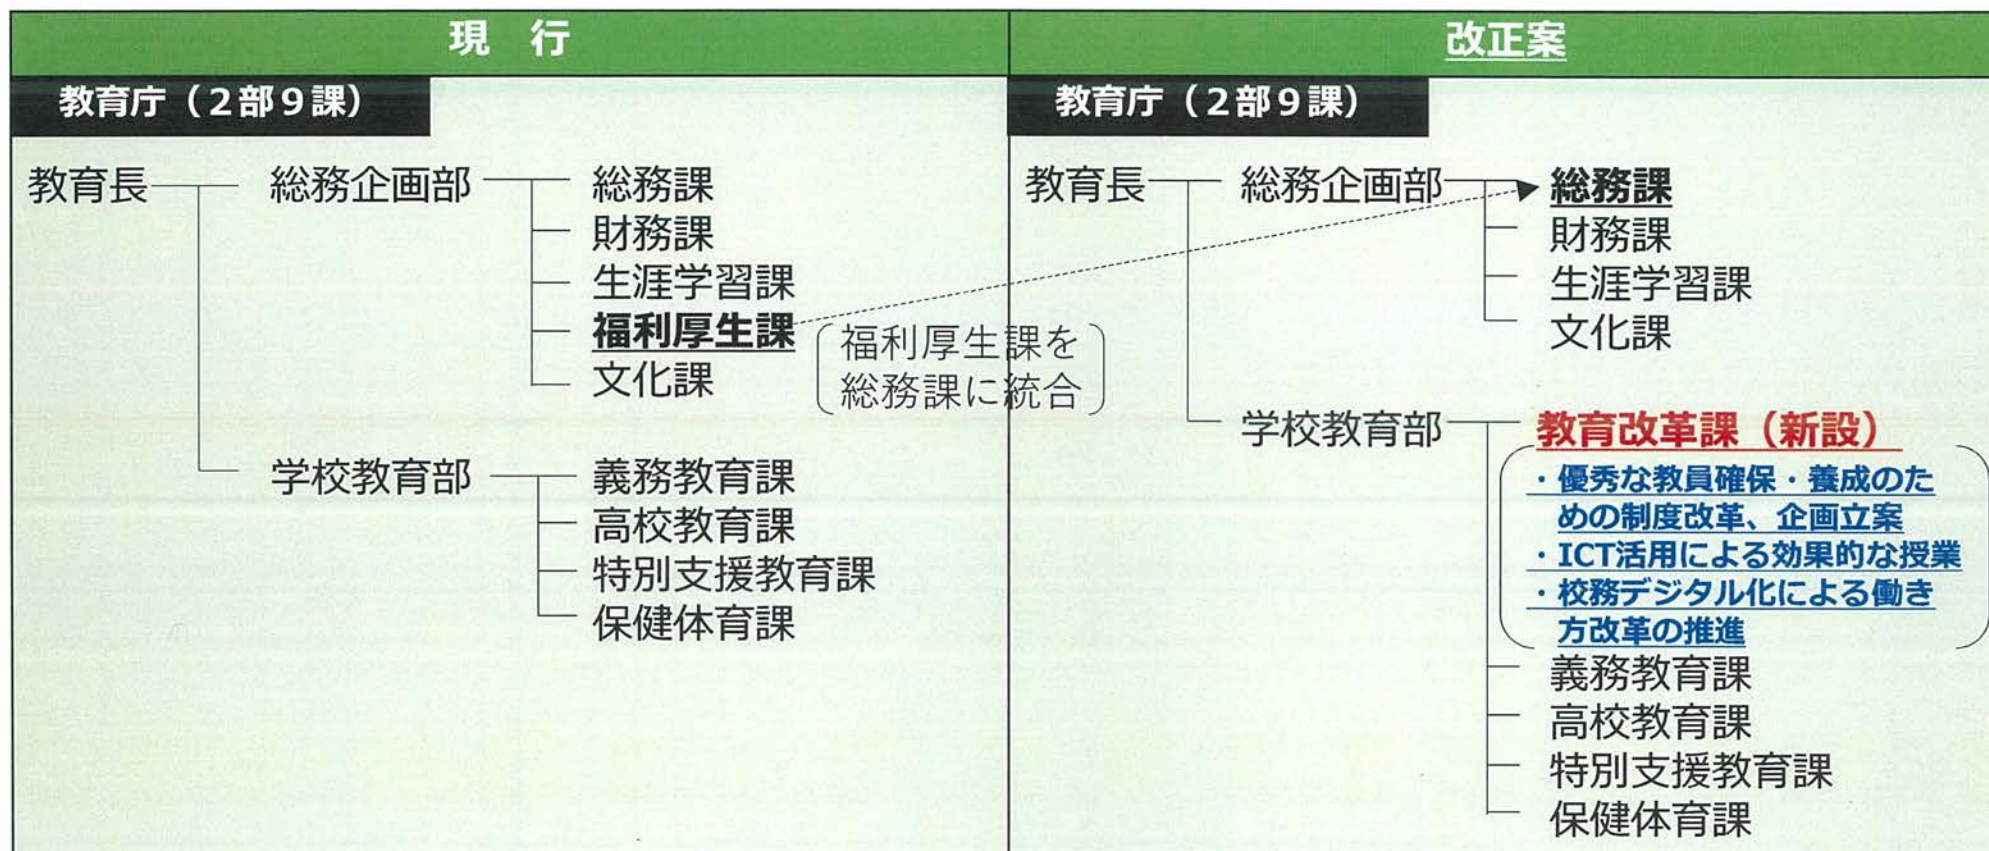 現 行
教育庁（２部９課）
教育長
総務企画部
総務課
財務課
生涯学習課
福利厚生課
文化課
福利厚生課を
総務課に統合
学校教育部
義務教育課
高校教育課
特別支援教育課
保健体育課
改正案
教育庁（２部９課）
教育長
総務企画部
総務課
財務課
生涯学習課
文化課
学校教育部
教育改革課（新設）
・優秀な教員確保・養成のた
めの制度改革、企画立案
・ICT活用による効果的な授業
・校務デジタル化による働き
方改革の推進
義務教育課
高校教育課
特別支援教育課
保健体育課